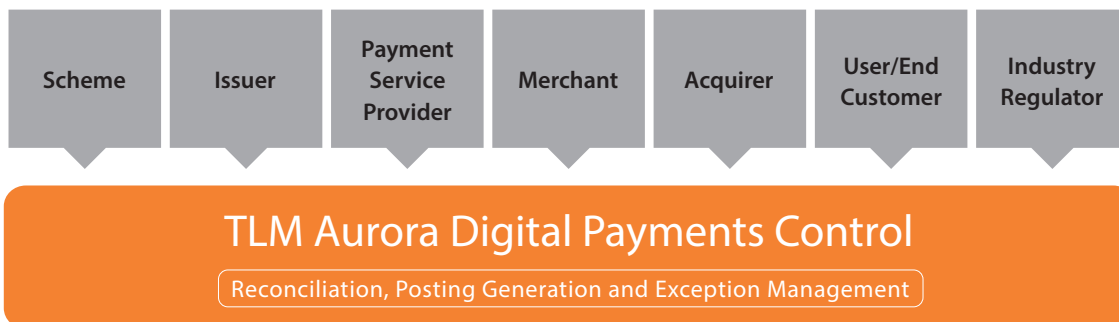 Scheme
Issuer
Payment
Service
Provider
Merchant
Acquirer
User/End
Customer
Industry
Regulator
TLM Aurora Digital Payments Control
Reconciliation, Posting Generation and Exception Management